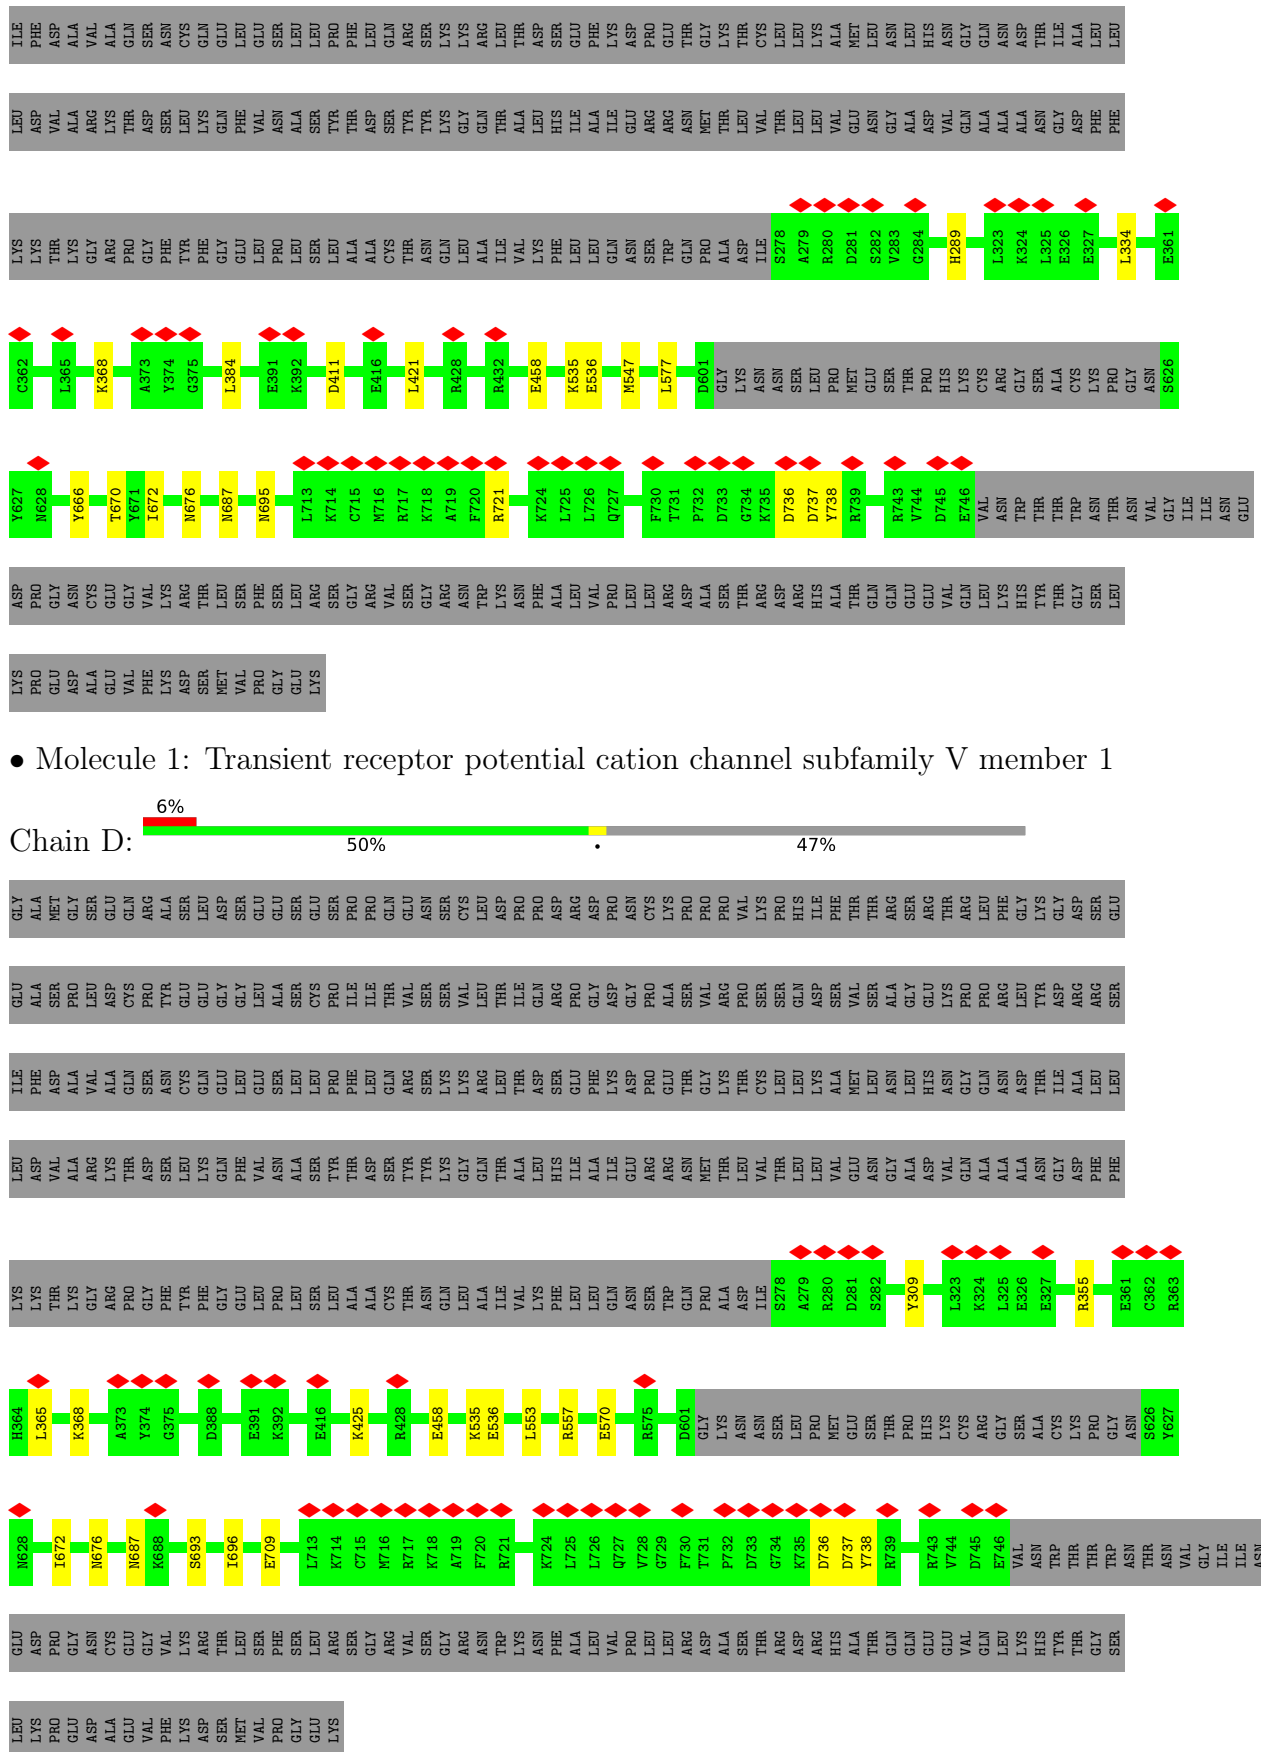 ILE PHE ASP ALA VAL ALA GLN SER ASN CYS GLN GLU LEU GLU SER LEU LEU PRO PHE LEU GLN ARG SER LYS LYS ARG LEU THR ASP SER GLU PHE LYS ASP PRO GLU THR GLY LYS THR CYS LEU LEU LYS ALA MET LEU ASN LEU HIS ASN GLY GLN ASN ASP THR ILE ALA LEU LEU
LEU ASP VAL ALA ARG LYS THR ASP SER LEU LYS GLN PHE VAL ASN ALA SER TYR THR ASP SER TYR TYR LYS GLY GLN THR ALA LEU HIS ILE ALA ILE GLU ARG ARG ASN MET THR LEU VAL THR LEU LEU VAL GLU ASN GLY ALA ASP VAL GLN ALA ALA ALA ASN GLY ASP PHE PHE
LYS LYS THR LYS GLY ARG PRO GLY PHE TYR PHE GLY GLU LEU PRO LEU SER LEU ALA ALA CYS THR ASN GLN LEU ALA ILE VAL LYS PHE LEU LEU GLN ASN SER TRP GLN PRO ALA ASP ILE S278 A279 R280 D281 S282 V283 G284 H289 L323 K324 L325 E326 E327 L334 E361
C362 L365 K368 A373 Y374 G375 L384 E391 K392 D411 E416 L421 R428 R432 E458 K535 E536 M547 L577 D601 GLY LYS ASN ASN SER LEU PRO MET GLU SER THR PRO HIS LYS CYS ARG GLY SER ALA CYS LYS PRO GLY ASN S626
Y627 N628 Y666 T670 Y671 I672 N676 N687 N695 L713 K714 C715 M716 R717 K718 A719 F720 R721 K724 L725 L726 Q727 F730 T731 P732 D733 G734 K735 D736 D737 Y738 R739 R743 V744 D745 E746 VAL ASN TRP THR THR TRP ASN THR ASN VAL GLY ILE ILE ASN GLU
ASP PRO GLY ASN CYS GLU GLY VAL LYS ARG THR LEU SER PHE SER LEU ARG SER GLY ARG VAL SER GLY ARG ASN TRP LYS ASN PHE ALA LEU VAL PRO LEU LEU ARG ASP ALA SER THR ARG ASP ARG HIS ALA THR GLN GLN GLU GLU VAL GLN LEU LYS HIS TYR THR GLY SER LEU
LYS PRO GLU ASP ALA GLU VAL PHE LYS ASP SER MET VAL PRO GLY GLU LYS
• Molecule 1: Transient receptor potential cation channel subfamily V member 1
6%
Chain D:
50% • 47%
GLY ALA MET GLY SER GLU GLN ARG ALA SER LEU ASP SER GLU GLU SER GLU SER PRO PRO GLN GLU ASN SER CYS LEU ASP PRO PRO ASP ARG ASP PRO ASN CYS LYS PRO PRO PRO VAL LYS PRO HIS ILE PHE THR THR ARG SER ARG THR ARG LEU PHE GLY LYS GLY ASP SER GLU
GLU ALA SER PRO LEU ASP CYS PRO TYR GLU GLU GLY GLY LEU ALA SER CYS PRO ILE ILE THR VAL SER SER VAL LEU THR ILE GLN ARG PRO GLY ASP GLY PRO ALA SER VAL ARG PRO SER SER GLN ASP SER VAL SER ALA GLY GLU LYS PRO PRO ARG LEU TYR ASP ARG ARG SER
ILE PHE ASP ALA VAL ALA GLN SER ASN CYS GLN GLU LEU GLU SER LEU LEU PRO PHE LEU GLN ARG SER LYS LYS ARG LEU THR ASP SER GLU PHE LYS ASP PRO GLU THR GLY LYS THR CYS LEU LEU LYS ALA MET LEU ASN LEU HIS ASN GLY GLN ASN ASP THR ILE ALA LEU LEU
LEU ASP VAL ALA ARG LYS THR ASP SER LEU LYS GLN PHE VAL ASN ALA SER TYR THR ASP SER TYR TYR LYS GLY GLN THR ALA LEU HIS ILE ALA ILE GLU ARG ARG ASN MET THR LEU VAL THR LEU LEU VAL GLU ASN GLY ALA ASP VAL GLN ALA ALA ALA ASN GLY ASP PHE PHE
LYS LYS THR LYS GLY ARG PRO GLY PHE TYR PHE GLY GLU LEU PRO LEU SER LEU ALA ALA CYS THR ASN GLN LEU ALA ILE VAL LYS PHE LEU LEU GLN ASN SER TRP GLN PRO ALA ASP ILE S278 A279 R280 D281 S282 Y309 L323 K324 L325 E326 E327 R355 E361 C362 R363
H364 L365 K368 A373 Y374 G375 D388 E391 K392 E416 K425 R428 E458 K535 E536 L553 R557 E570 R575 D601 GLY LYS ASN ASN SER LEU PRO MET GLU SER THR PRO HIS LYS CYS ARG GLY SER ALA CYS LYS PRO GLY ASN S626 Y627
N628 I672 N676 N687 K688 S693 I696 E709 L713 K714 C715 M716 R717 K718 A719 F720 R721 K724 L725 L726 Q727 V728 G729 F730 T731 P732 D733 G734 K735 D736 D737 Y738 R739 R743 V744 D745 E746 VAL ASN TRP THR THR TRP ASN THR ASN VAL GLY ILE ILE ASN
GLU ASP PRO GLY ASN CYS GLU GLY VAL LYS ARG THR LEU SER PHE SER LEU ARG SER GLY ARG VAL SER GLY ARG ASN TRP LYS ASN PHE ALA LEU VAL PRO LEU LEU ARG ASP ALA SER THR ARG ASP ARG HIS ALA THR GLN GLN GLU GLU VAL GLN LEU LYS HIS TYR THR GLY SER
LEU LYS PRO GLU ASP ALA GLU VAL PHE LYS ASP SER MET VAL PRO GLY GLU LYS